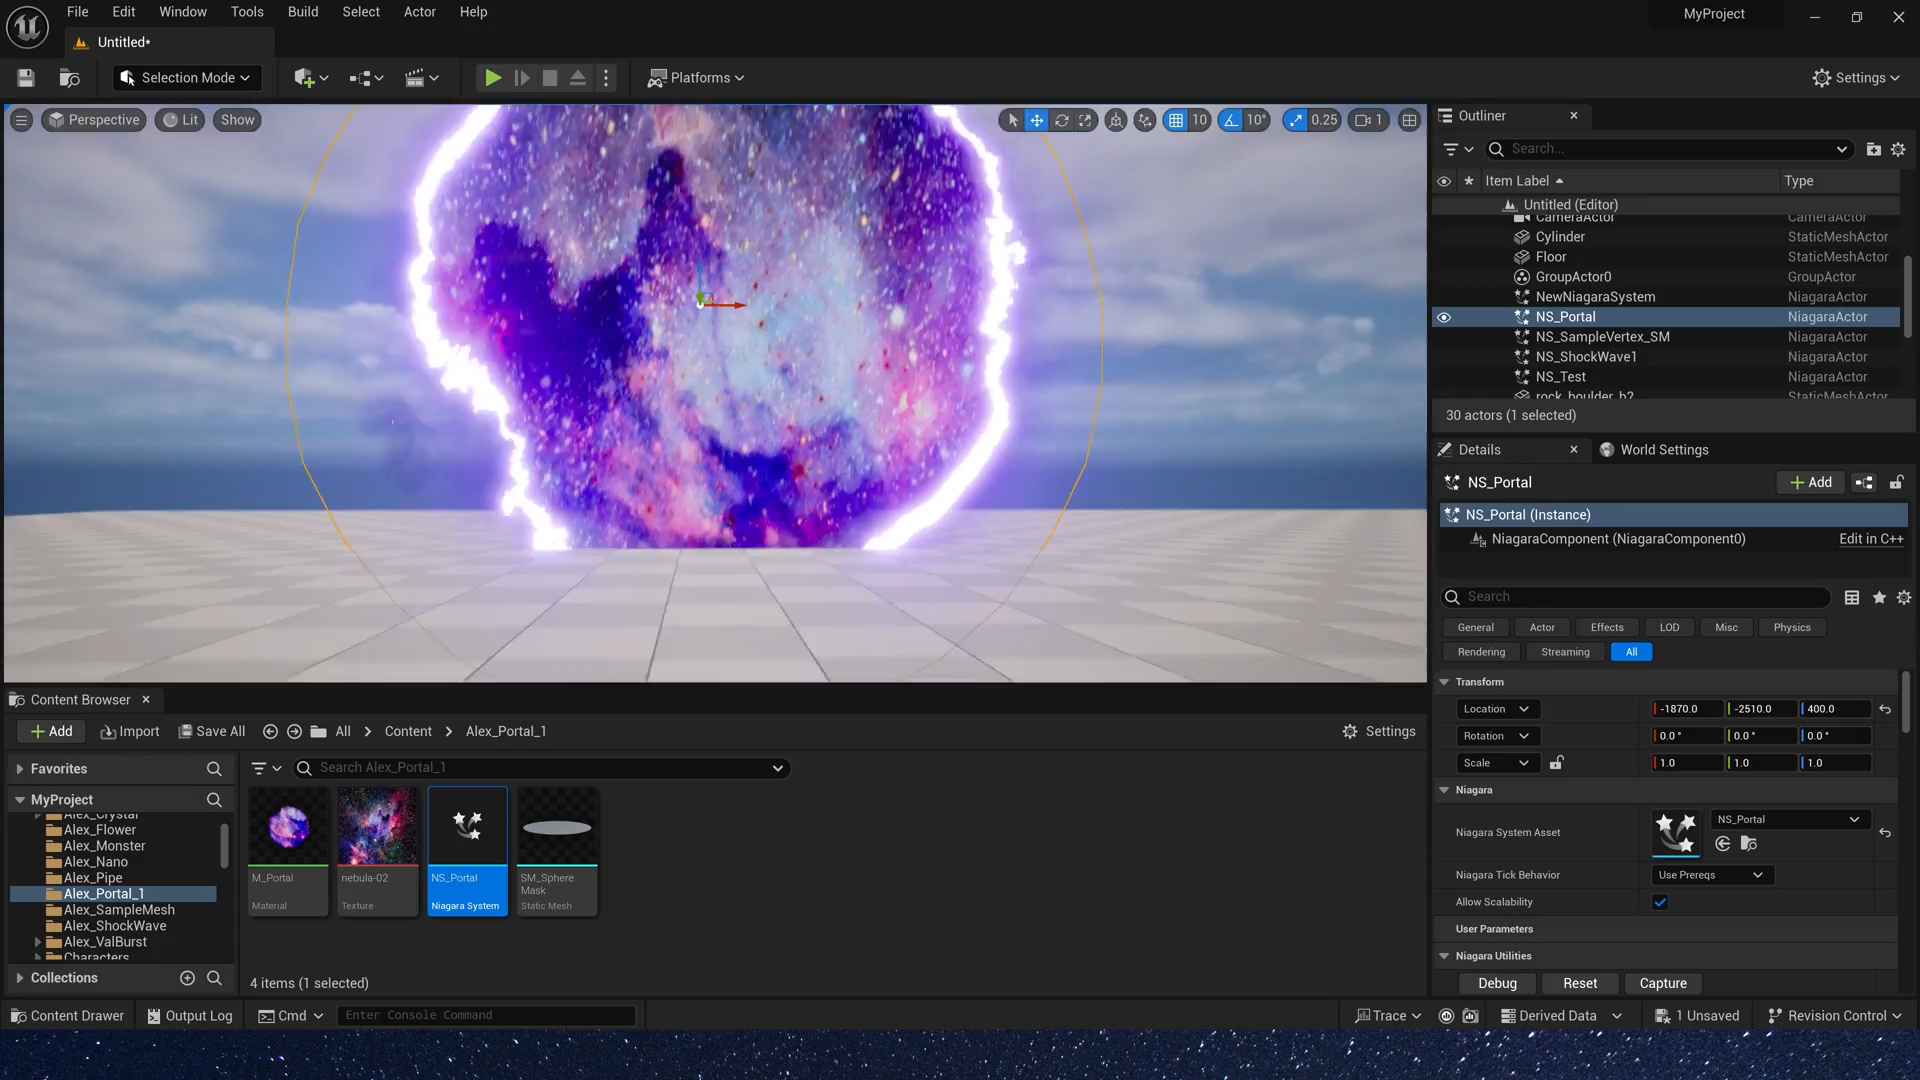 File Edit Window Tools Build Select Actor Help
MyProject
Untitled*
Selection Mode
Platforms
Settings
Perspective Lit Show
10 10° 0.25 1
Outliner
Search...
Item Label Type
Untitled (Editor)
CameraActor CameraActor
Cylinder StaticMeshActor
Floor StaticMeshActor
GroupActor0 GroupActor
NewNiagaraSystem NiagaraActor
NS_Portal NiagaraActor
NS_SampleVertex_SM NiagaraActor
NS_ShockWave1 NiagaraActor
NS_Test NiagaraActor
rock_boulder_b2 StaticMeshActor
30 actors (1 selected)
Details World Settings
NS_Portal
Add
NS_Portal (Instance)
NiagaraComponent (NiagaraComponent0) Edit in C++
Search
General Actor Effects LOD Misc Physics
Rendering Streaming All
Transform
Location -1870.0 -2510.0 400.0
Rotation 0.0 ° 0.0 ° 0.0 °
Scale 1.0 1.0 1.0
Niagara
Niagara System Asset NS_Portal
Niagara Tick Behavior Use Prereqs
Allow Scalability
User Parameters
Niagara Utilities
Debug Reset Capture
Content Browser
Add Import Save All All Content Alex_Portal_1 Settings
Favorites
Search Alex_Portal_1
MyProject
Alex_Crystal
Alex_Flower
Alex_Monster
Alex_Nano
Alex_Pipe
Alex_Portal_1
Alex_SampleMesh
Alex_ShockWave
Alex_ValBurst
Characters
Collections
M_Portal
Material
nebula-02
Texture
NS_Portal
Niagara System
SM_Sphere
Mask
Static Mesh
4 items (1 selected)
Content Drawer Output Log Cmd Enter Console Command Trace Derived Data 1 Unsaved Revision Control